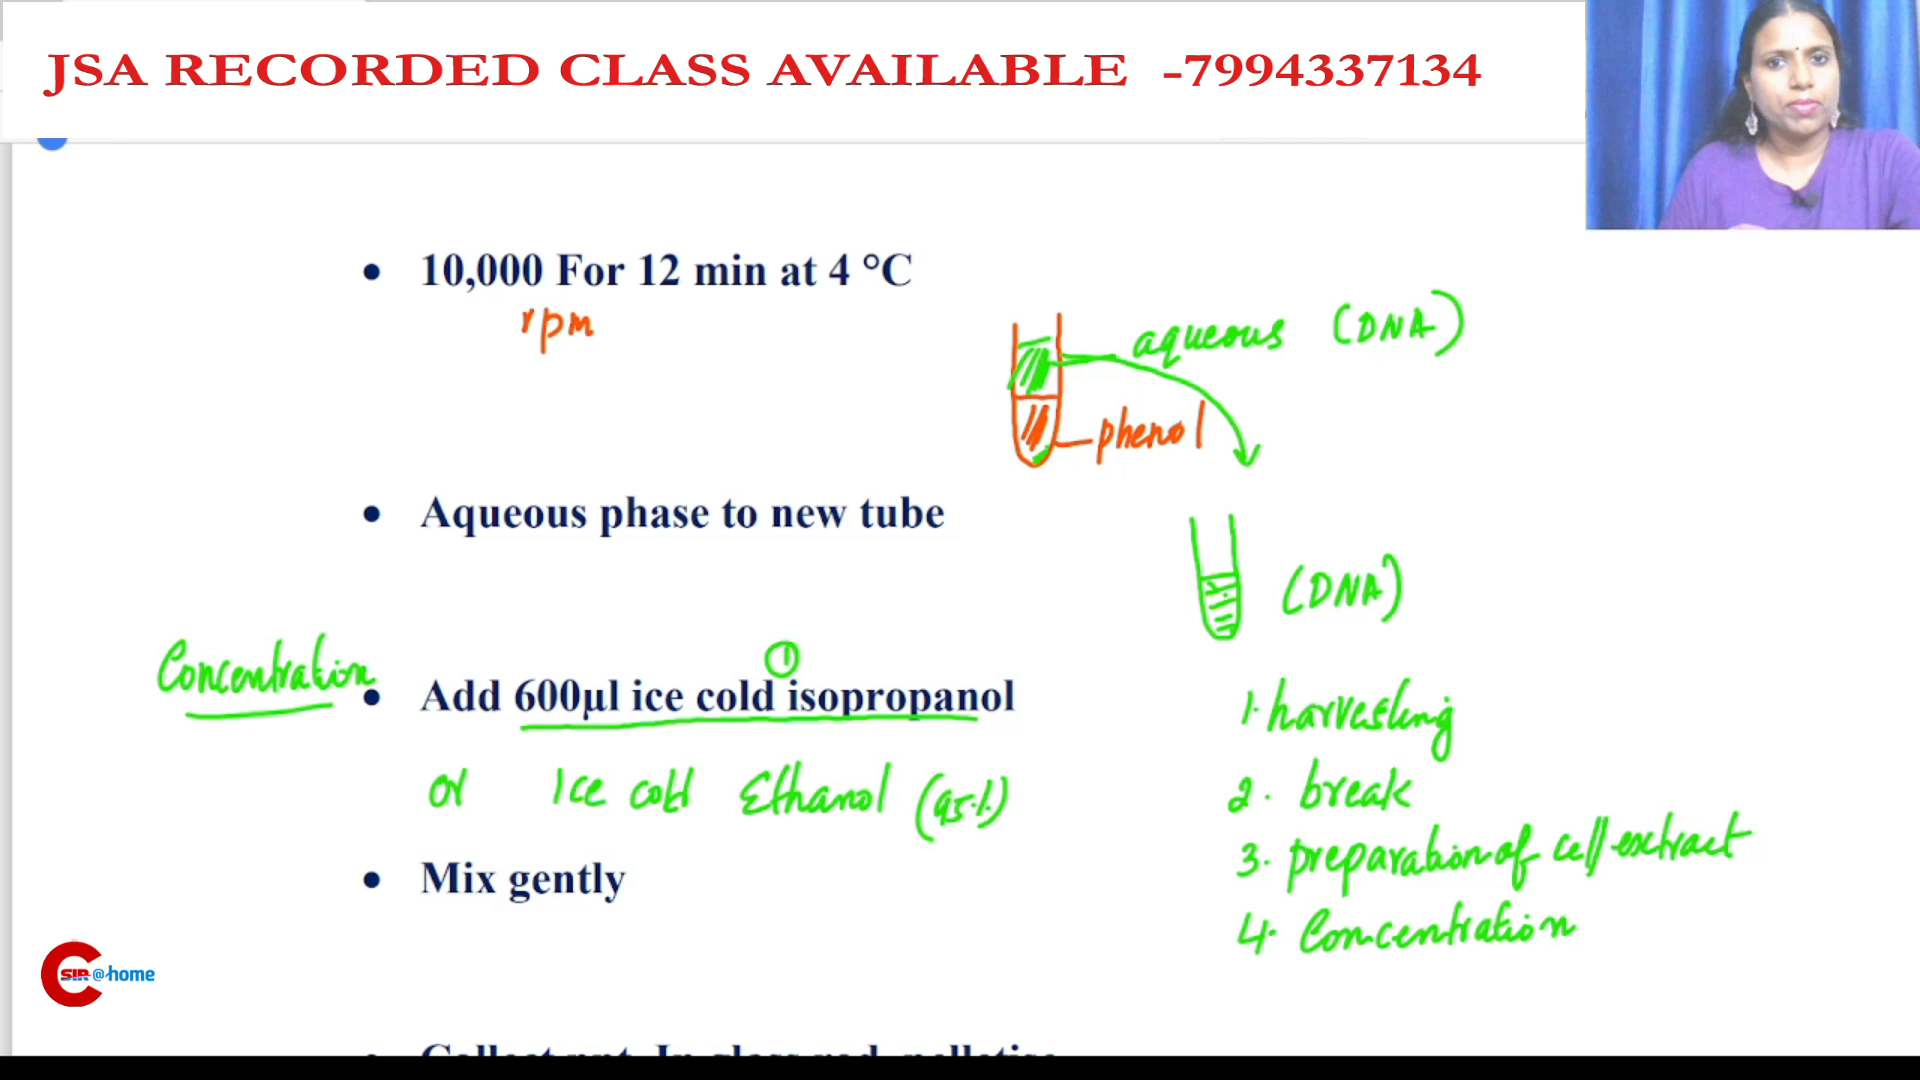 JSA RECORDED CLASS AVAILABLE -7994337134
• 10,000 For 12 min at 4 °C
rpm
aqueous (DNA)
phenol
• Aqueous phase to new tube
(DNA)
Concentration
①
• Add 600µl ice cold isopropanol
or Ice cold Ethanol (95%)
• Mix gently
1. harvesting
2. break
3. preparation of cell extract
4. Concentration
CSIR@home